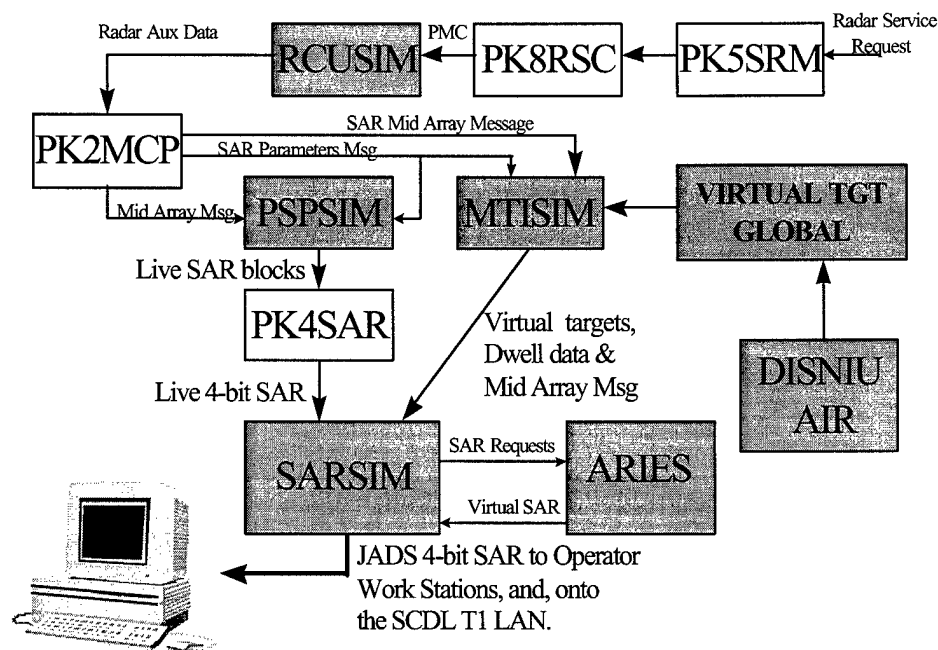 Radar Aux Data
RCUSIM
PMC
PK8RSC
PK5SRM
Radar Service
Request
PK2MCP
SAR Mid Array Message
SAR Parameters Msg
Mid Array Msg
PSPSIM
MTISIM
VIRTUAL TGT
GLOBAL
Live SAR blocks
PK4SAR
Virtual targets,
Dwell data &
Mid Array Msg
DISNIU
AIR
Live 4-bit SAR
SARSIM
SAR Requests
Virtual SAR
ARIES
JADS 4-bit SAR to Operator
Work Stations, and, onto
the SCDL T1 LAN.